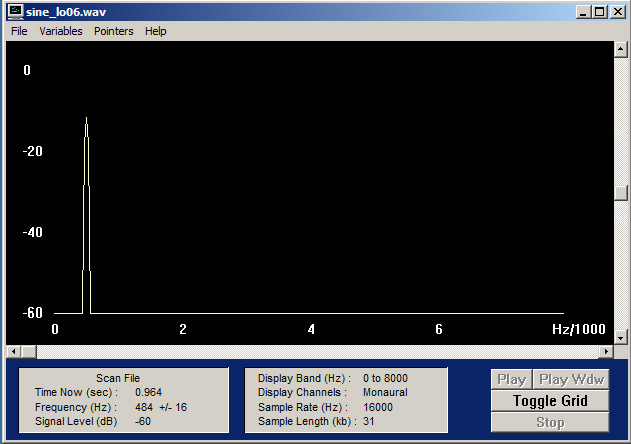 sine_lo06.wav
File Variables Pointers Help
0
-20
-40
-60
0 2 4 6 Hz/1000
Scan File
Time Now (sec) : 0.964
Frequency (Hz) : 484 +/- 16
Signal Level (dB) -60
Display Band (Hz) : 0 to 8000
Display Channels : Monaural
Sample Rate (Hz) : 16000
Sample Length (kb) : 31
Play Play Wdw
Toggle Grid
Stop